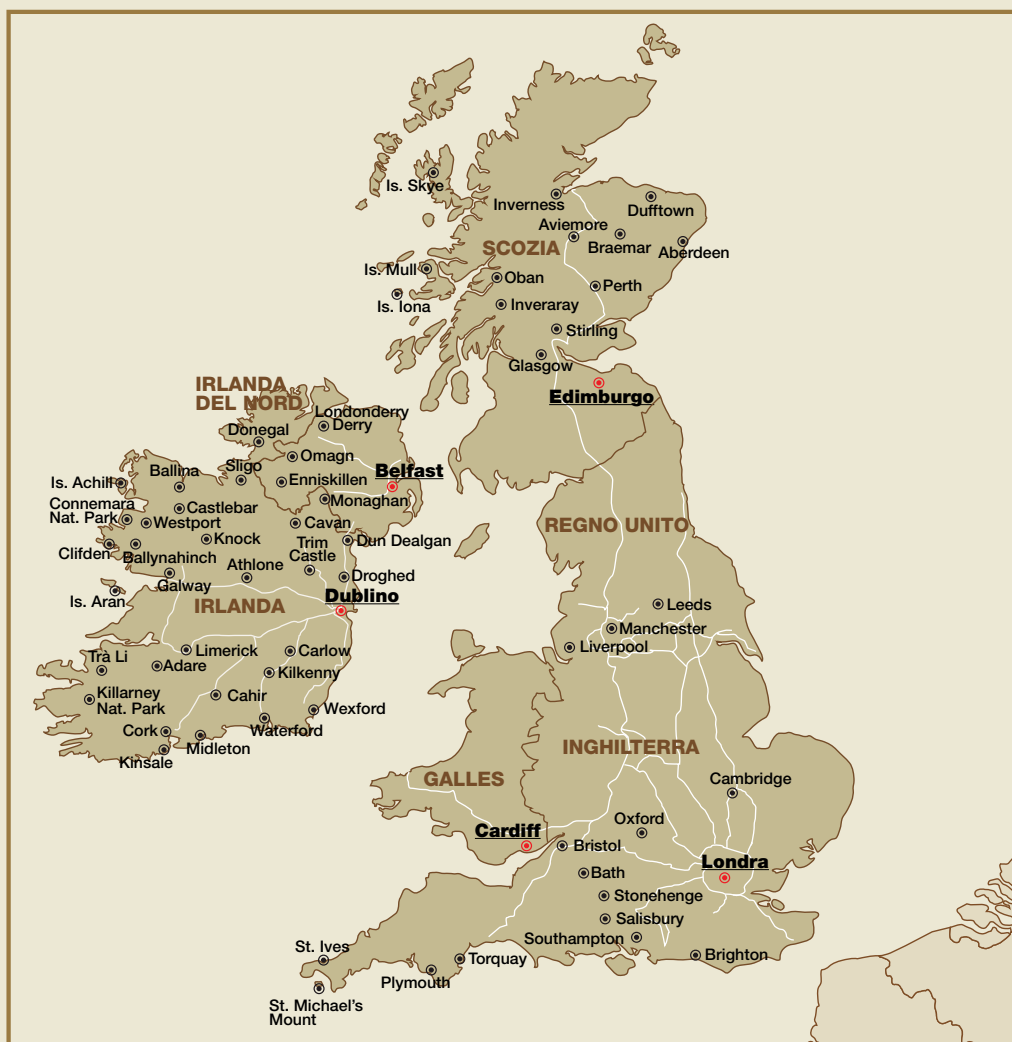 Is. Skye
Inverness
Dufftown
Aviemore
Braemar
SCOZIA
Aberdeen
Is. Mull
Oban
Perth
Is. Iona
Inveraray
Stirling
Glasgow
Edimburgo
IRLANDA
DEL NORD
Londonderry
Derry
Donegal
Omagn
Sligo
Ballina
Belfast
Is. Achill
Enniskillen
Monaghan
Connemara
Nat. Park
Castlebar
Westport
Cavan
REGNO UNITO
Knock
Trim
Castle
Dun Dealgan
Clifden
Ballynahinch
Athlone
Droghed
Galway
Is. Aran
Dublino
IRLANDA
Leeds
Manchester
Liverpool
Limerick
Carlow
Trà Li
Adare
Kilkenny
Killarney
Nat. Park
Cahir
Wexford
Cork
Waterford
Midleton
Kinsale
INGHILTERRA
GALLES
Cambridge
Oxford
Cardiff
Bristol
Londra
Bath
Stonehenge
Salisbury
Southampton
Brighton
St. Ives
Torquay
Plymouth
St. Michael's
Mount